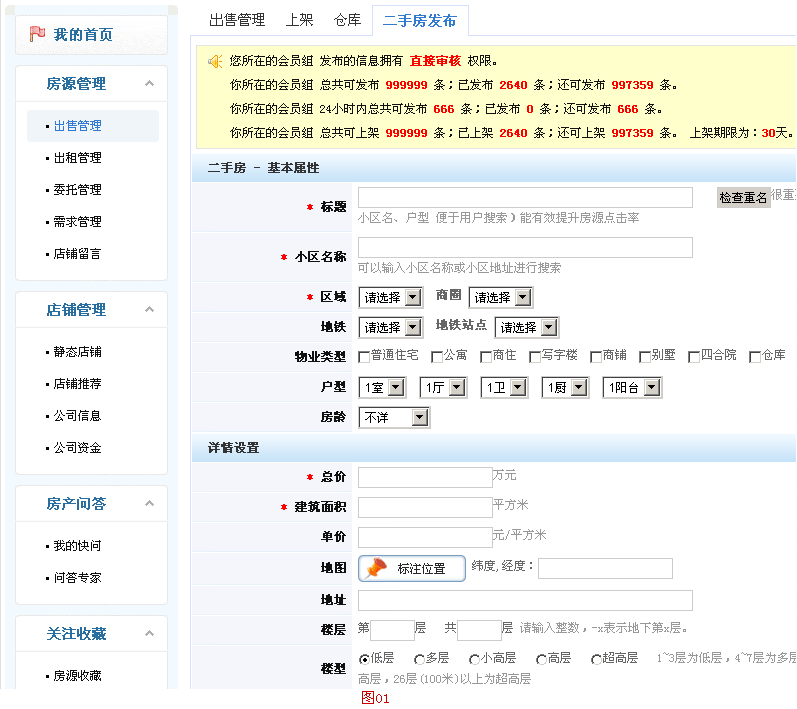 我的首页
房源管理
出售管理
出租管理
委托管理
需求管理
店铺留言
店铺管理
静态店铺
店铺推荐
公司信息
公司资金
房产问答
我的快问
问答专家
关注收藏
房源收藏
出售管理 上架 仓库 二手房发布
您所在的会员组 发布的信息拥有 直接审核 权限。
您所在的会员组 总共可发布 999999 条；已发布 2640 条；还可发布 997359 条。
您所在的会员组 24小时内总共可发布 666 条；已发布 0 条；还可发布 666 条。
您所在的会员组 总共可上架 999999 条；已上架 2640 条；还可上架 997359 条。 上架期限为：30天。
二手房 - 基本属性
* 标题 检查重名 很重
小区名、户型 便于用户搜索）能有效提升房源点击率
* 小区名称
可以输入小区名称或小区地址进行搜索
* 区域 请选择 商圈 请选择
地铁 请选择 地铁站点 请选择
物业类型 普通住宅 公寓 商住 写字楼 商铺 别墅 四合院 仓库
户型 1室 1厅 1卫 1厨 1阳台
房龄 不详
详情设置
* 总价 万元
* 建筑面积 平方米
单价 元/平方米
地图 标注位置 纬度,经度：
地址
楼层 第 层 共 层 请输入整数，-x表示地下第x层。
楼型 低层 多层 小高层 高层 超高层 1~3层为低层，4~7层为多层
高层，26层(100米)以上为超高层
图01